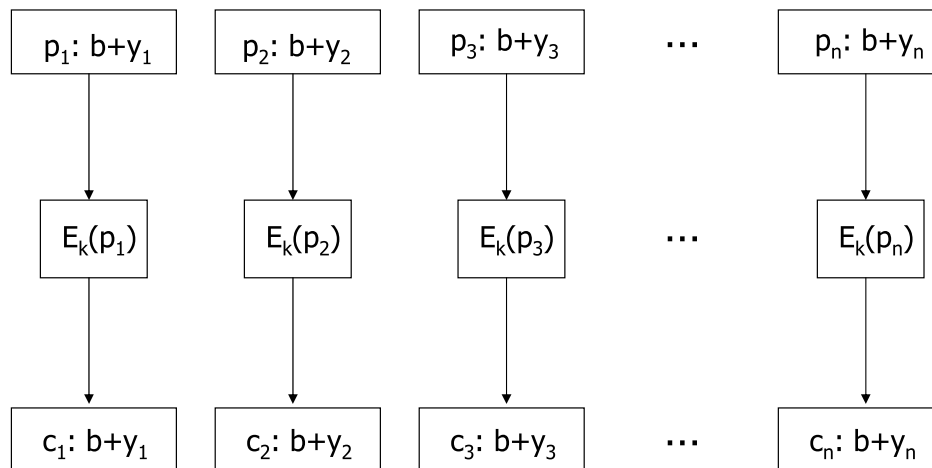 p₁: b+y₁ p₂: b+y₂ p₃: b+y₃ ... pₙ: b+yₙ
Eₖ(p₁) Eₖ(p₂) Eₖ(p₃) ... Eₖ(pₙ)
c₁: b+y₁ c₂: b+y₂ c₃: b+y₃ ... cₙ: b+yₙ